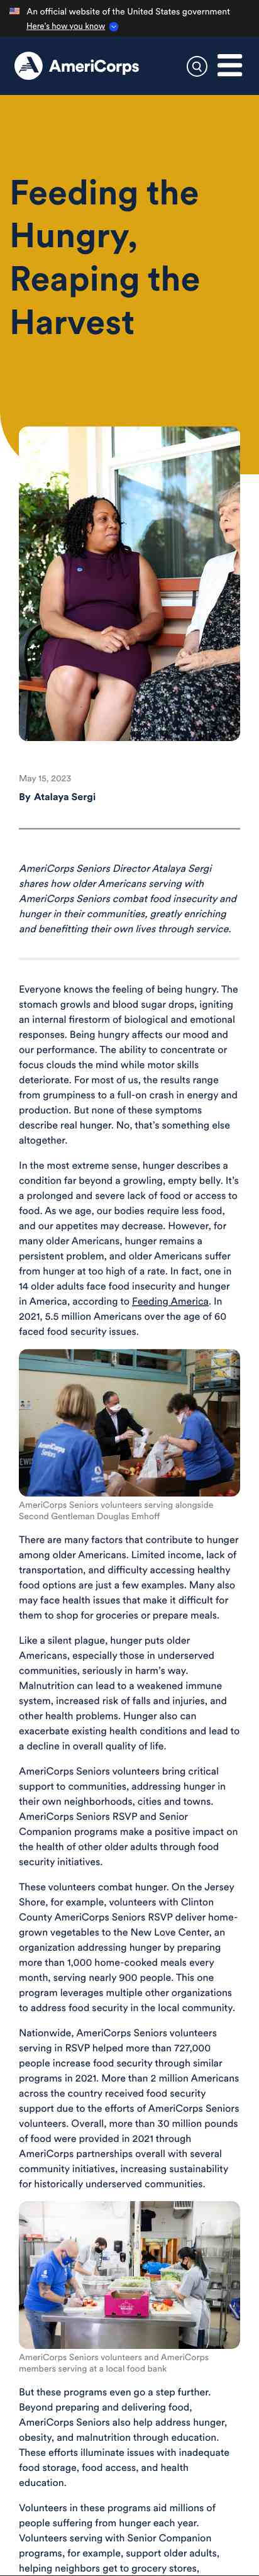 An official website of the United States government
Here's how you know
AmeriCorps
Feeding the
Hungry,
Reaping the
Harvest
May 15, 2023
By Atalaya Sergi
AmeriCorps Seniors Director Atalaya Sergi
shares how older Americans serving with
AmeriCorps Seniors combat food insecurity and
hunger in their communities, greatly enriching
and benefitting their own lives through service.
Everyone knows the feeling of being hungry. The
stomach growls and blood sugar drops, igniting
an internal firestorm of biological and emotional
responses. Being hungry affects our mood and
our performance. The ability to concentrate or
focus clouds the mind while motor skills
deteriorate. For most of us, the results range
from grumpiness to a full-on crash in energy and
production. But none of these symptoms
describe real hunger. No, that's something else
altogether.
In the most extreme sense, hunger describes a
condition far beyond a growling, empty belly. It's
a prolonged and severe lack of food or access to
food. As we age, our bodies require less food,
and our appetites may decrease. However, for
many older Americans, hunger remains a
persistent problem, and older Americans suffer
from hunger at too high of a rate. In fact, one in
14 older adults face food insecurity and hunger
in America, according to Feeding America. In
2021, 5.5 million Americans over the age of 60
faced food security issues.
AmeriCorps Seniors volunteers serving alongside
Second Gentleman Douglas Emhoff
There are many factors that contribute to hunger
among older Americans. Limited income, lack of
transportation, and difficulty accessing healthy
food options are just a few examples. Many also
may face health issues that make it difficult for
them to shop for groceries or prepare meals.
Like a silent plague, hunger puts older
Americans, especially those in underserved
communities, seriously in harm's way.
Malnutrition can lead to a weakened immune
system, increased risk of falls and injuries, and
other health problems. Hunger also can
exacerbate existing health conditions and lead to
a decline in overall quality of life.
AmeriCorps Seniors volunteers bring critical
support to communities, addressing hunger in
their own neighborhoods, cities and towns.
AmeriCorps Seniors RSVP and Senior
Companion programs make a positive impact on
the health of other older adults through food
security initiatives.
These volunteers combat hunger. On the Jersey
Shore, for example, volunteers with Clinton
County AmeriCorps Seniors RSVP deliver home-
grown vegetables to the New Love Center, an
organization addressing hunger by preparing
more than 1,000 home-cooked meals every
month, serving nearly 900 people. This one
program leverages multiple other organizations
to address food security in the local community.
Nationwide, AmeriCorps Seniors volunteers
serving in RSVP helped more than 727,000
people increase food security through similar
programs in 2021. More than 2 million Americans
across the country received food security
support due to the efforts of AmeriCorps Seniors
volunteers. Overall, more than 30 million pounds
of food were provided in 2021 through
AmeriCorps partnerships overall with several
community initiatives, increasing sustainability
for historically underserved communities.
AmeriCorps Seniors volunteers and AmeriCorps
members serving at a local food bank
But these programs even go a step further.
Beyond preparing and delivering food,
AmeriCorps Seniors also help address hunger,
obesity, and malnutrition through education.
These efforts illuminate issues with inadequate
food storage, food access, and health
education.
Volunteers in these programs aid millions of
people suffering from hunger each year.
Volunteers serving with Senior Companion
programs, for example, support older adults,
helping neighbors get to grocery stores,